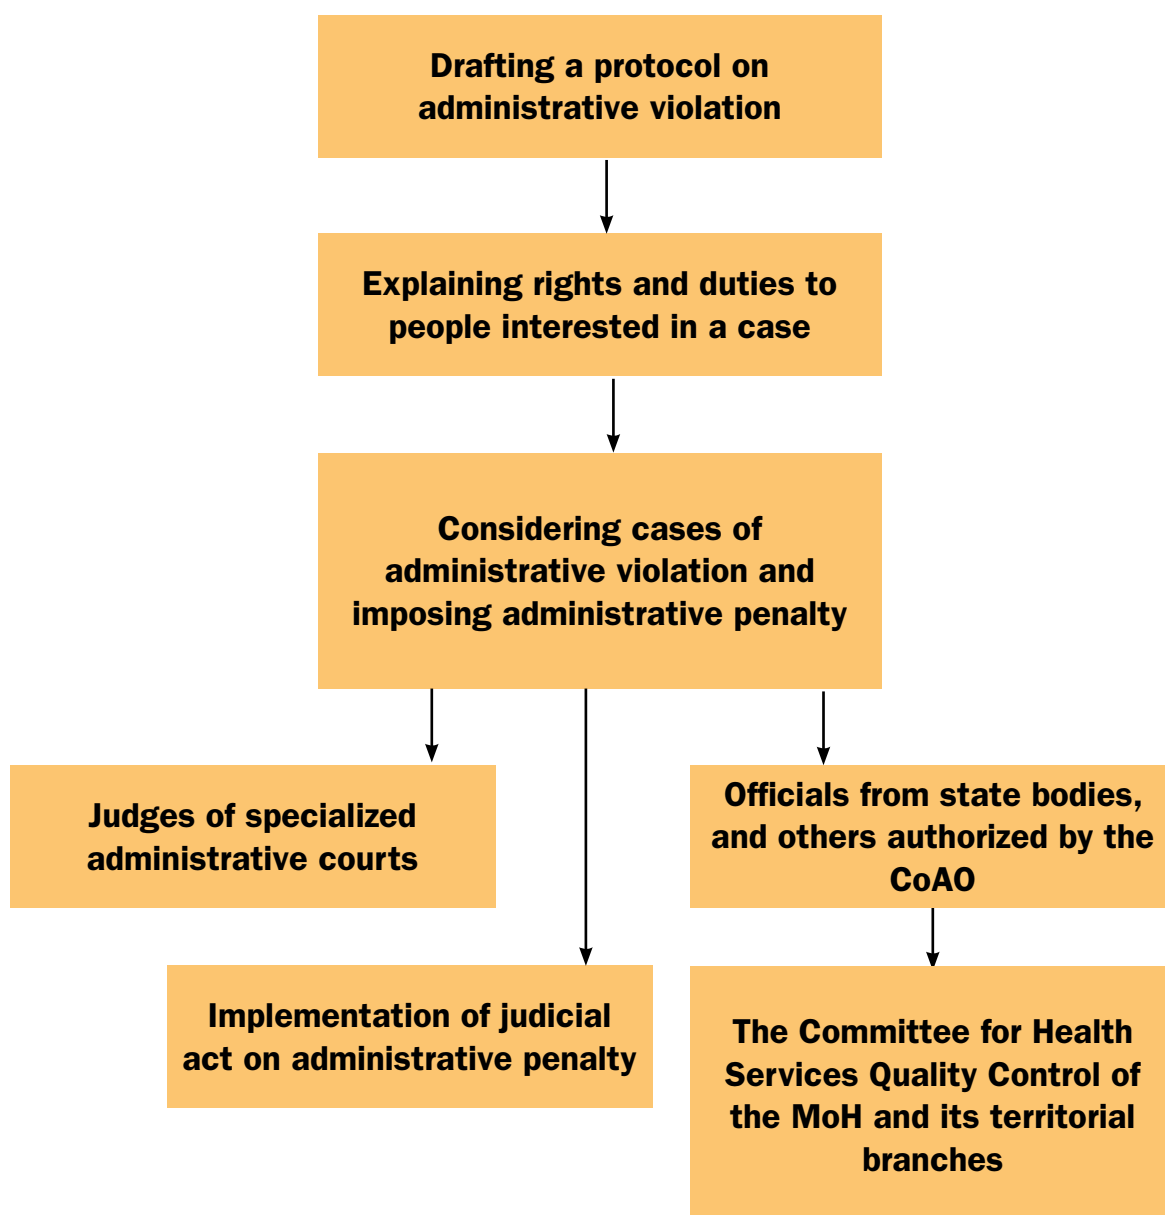 Drafting a protocol on
administrative violation
Explaining rights and duties to
people interested in a case
Considering cases of
administrative violation and
imposing administrative penalty
Judges of specialized
administrative courts
Officials from state bodies,
and others authorized by the
CoAO
Implementation of judicial
act on administrative penalty
The Committee for Health
Services Quality Control of
the MoH and its territorial
branches